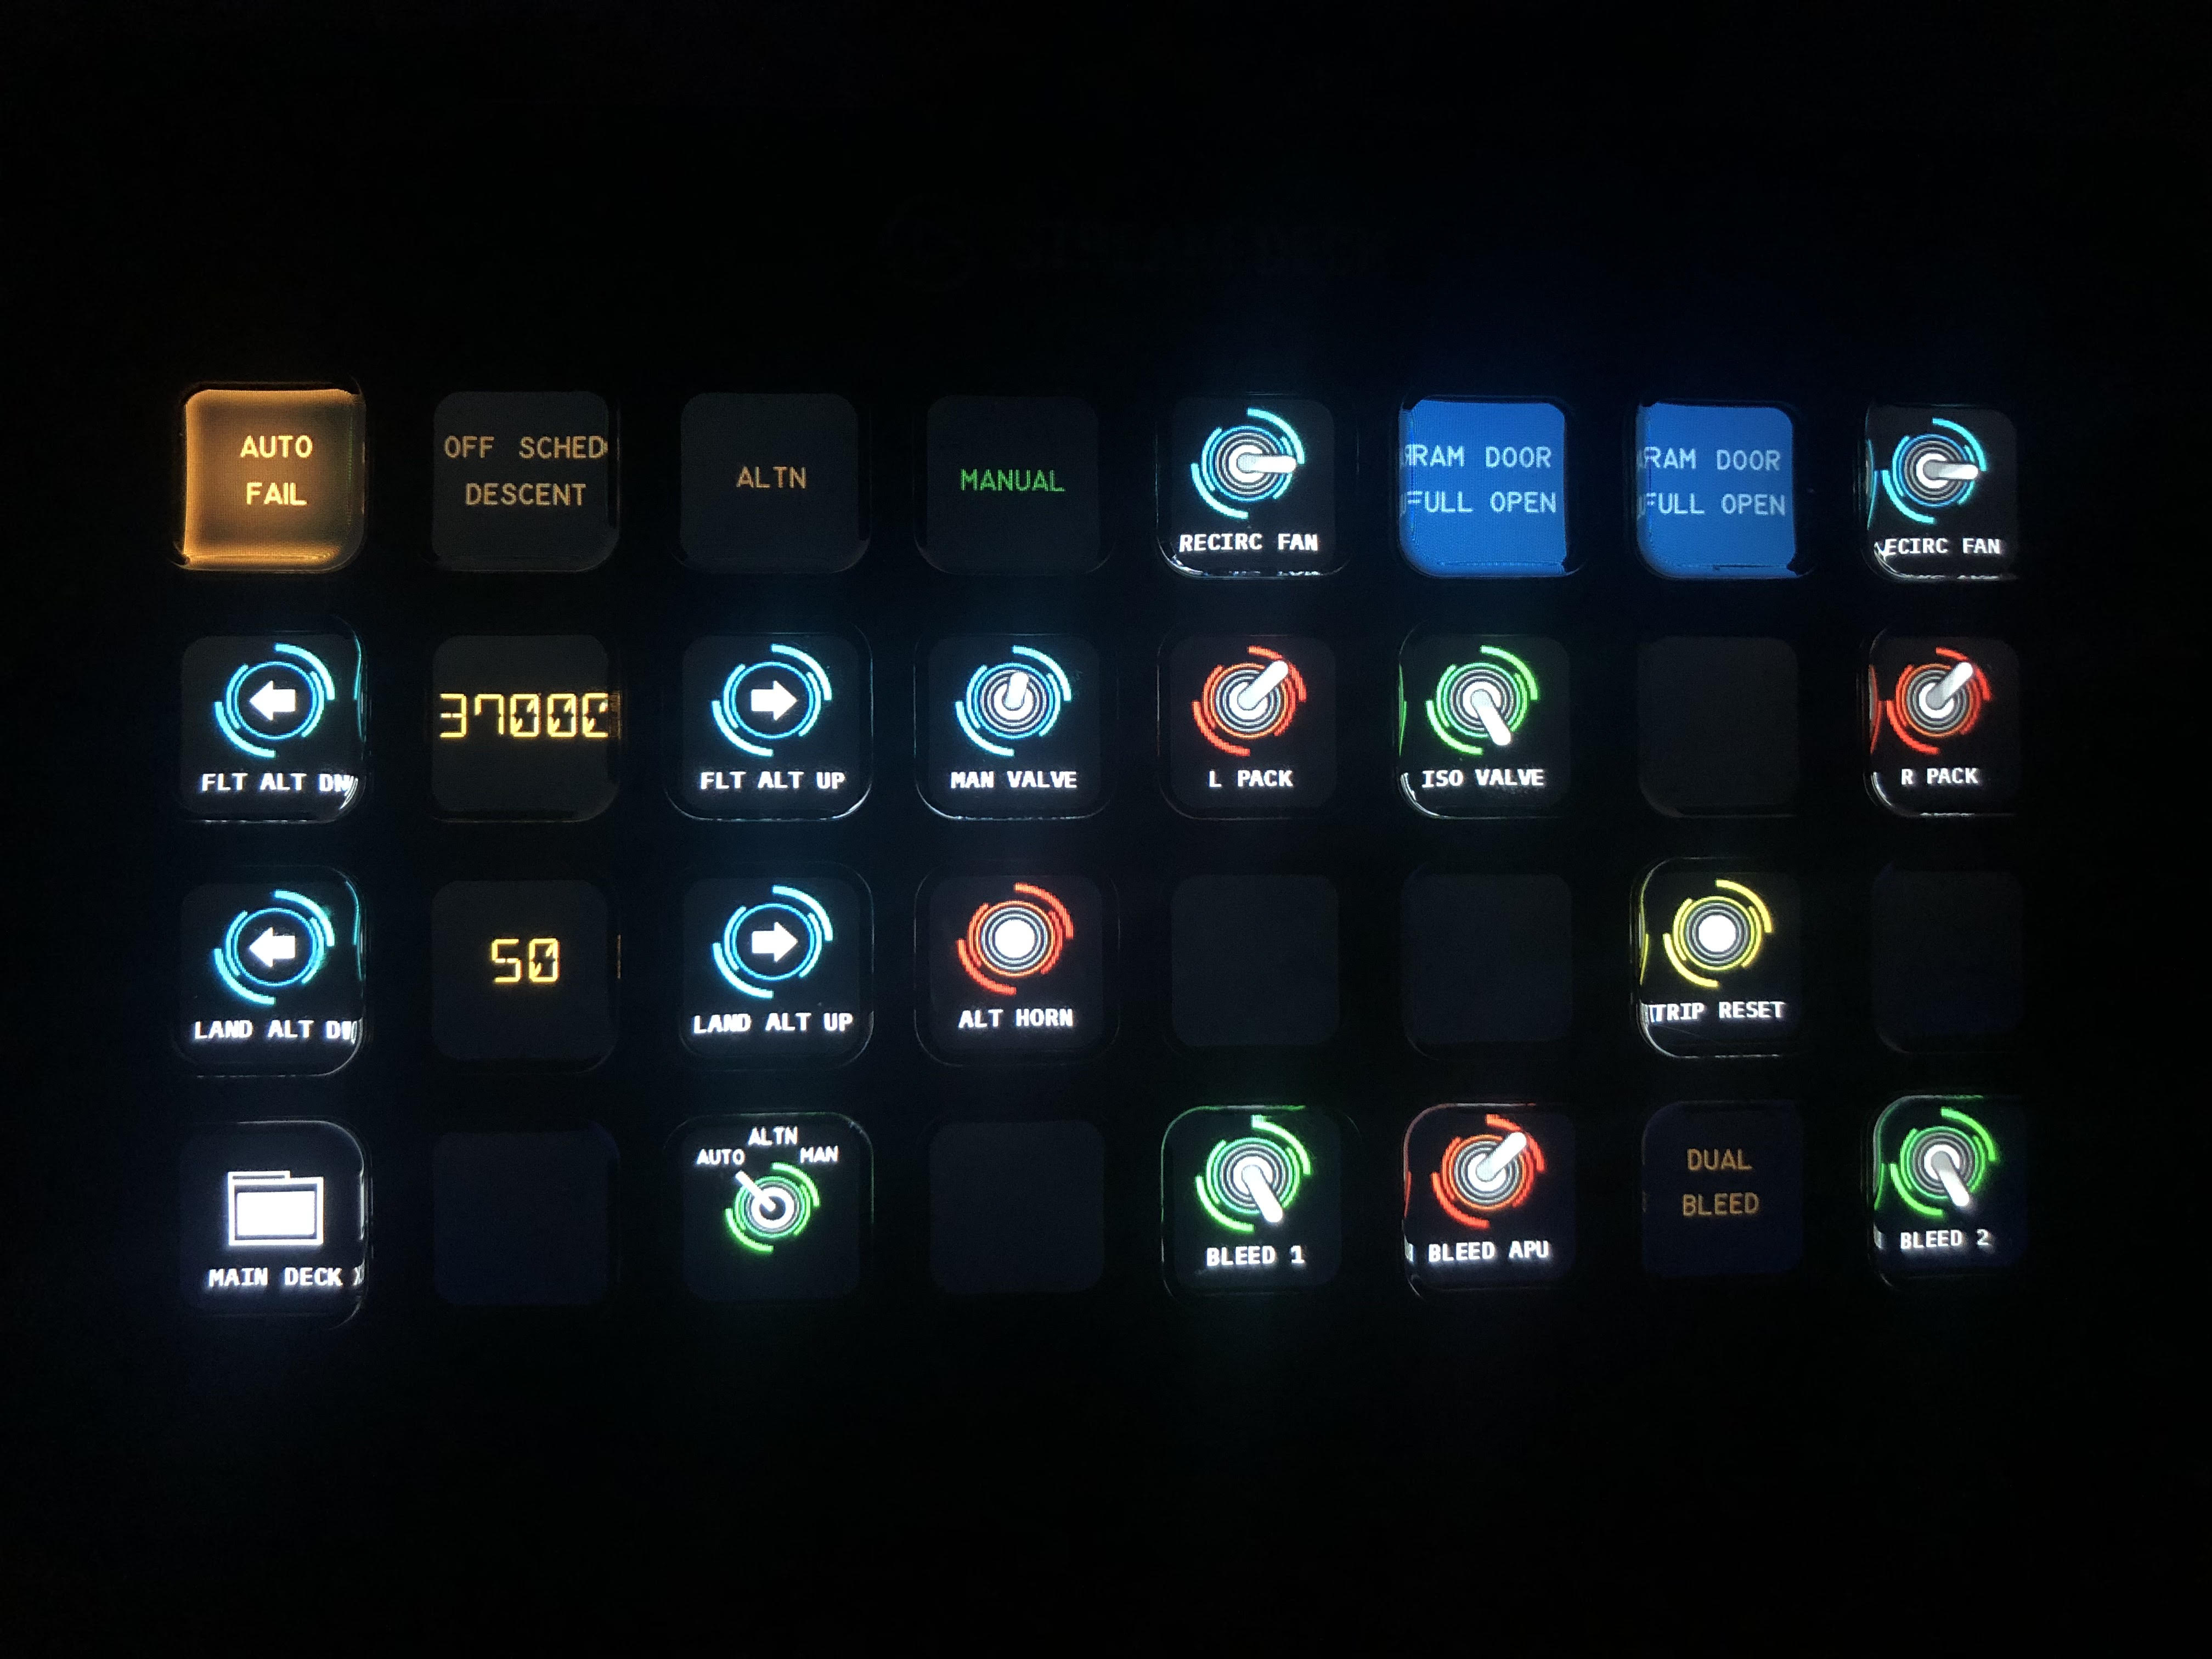 AUTO
FAIL
OFF SCHED
DESCENT
ALTN
MANUAL
RECIRC FAN
RAM DOOR
FULL OPEN
RAM DOOR
FULL OPEN
ECIRC FAN
FLT ALT DN
37000
FLT ALT UP
MAN VALVE
L PACK
ISO VALVE
R PACK
LAND ALT DN
50
LAND ALT UP
ALT HORN
TRIP RESET
MAIN DECK
ALTN
AUTO MAN
BLEED 1
BLEED APU
DUAL
BLEED
BLEED 2